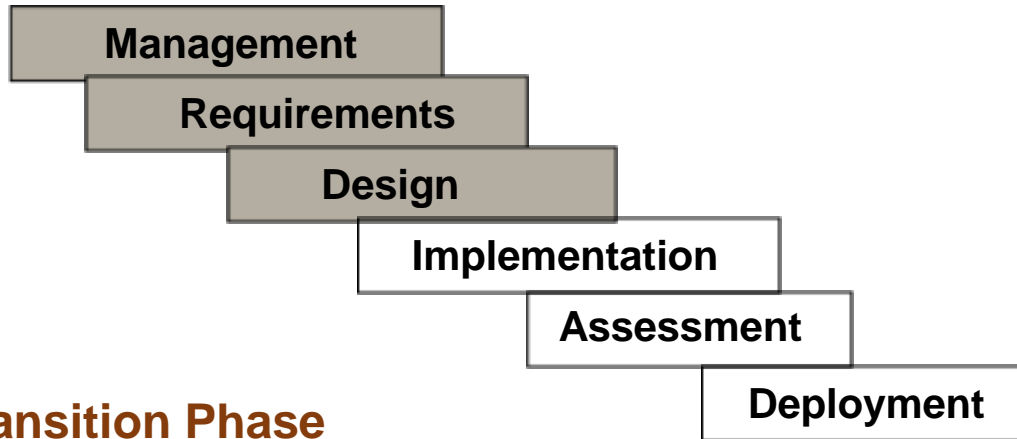 Management
Requirements
Design
Implementation
Assessment
Deployment
ansition Phase